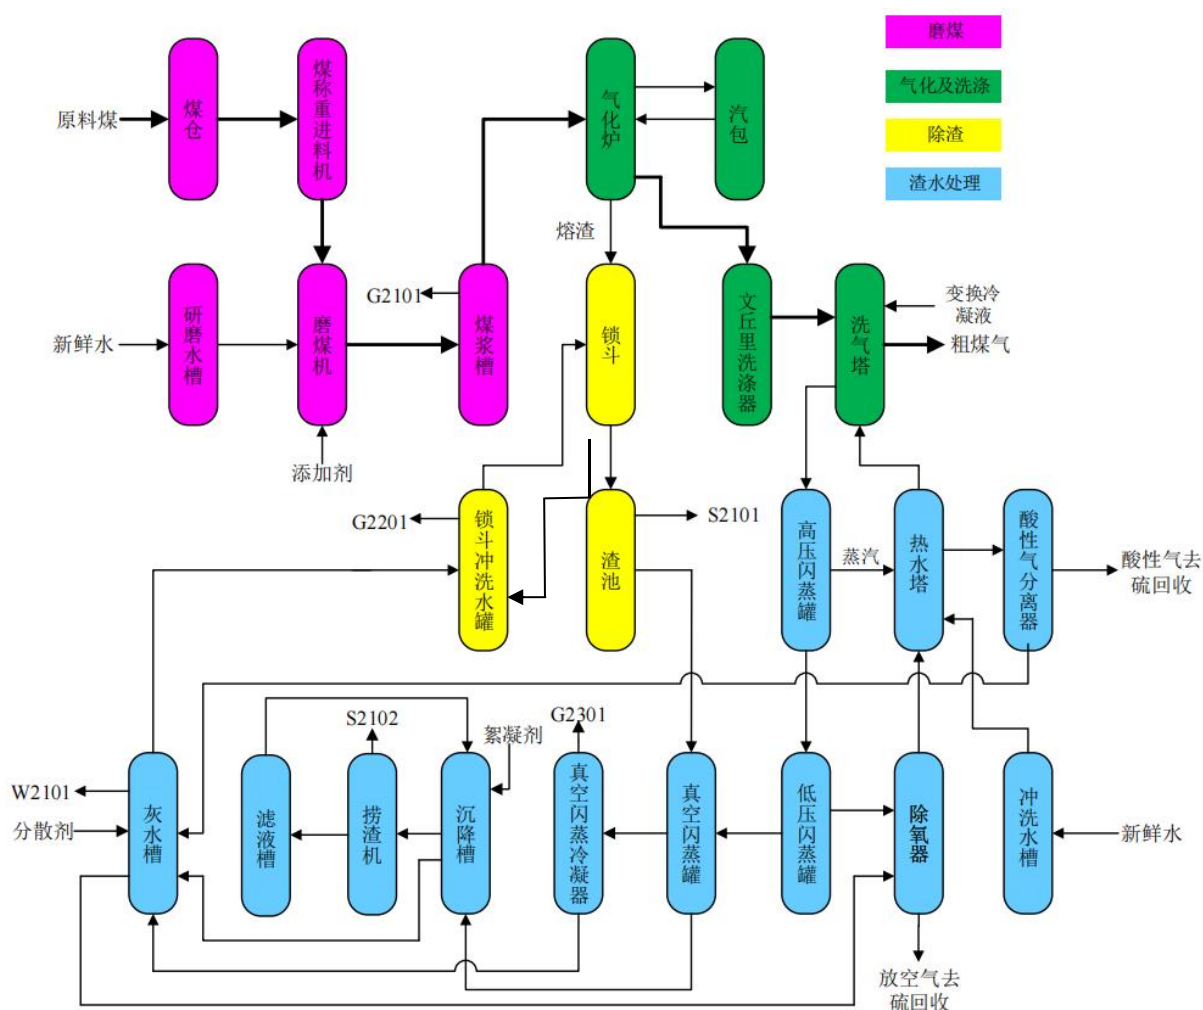 磨煤
气化及洗涤
除渣
渣水处理
原料煤
煤仓
煤称重进料机
气化炉
汽包
熔渣
新鲜水
研磨水槽
磨煤机
G2101
煤浆槽
锁斗
文丘里洗涤器
洗气塔
变换冷
凝液
粗煤气
添加剂
G2201
锁斗冲洗水罐
渣池
S2101
高压闪蒸罐
蒸汽
热水塔
酸性气分离器
酸性气去
硫回收
W2101
分散剂
灰水槽
滤液槽
S2102
捞渣机
絮凝剂
沉降槽
G2301
真空闪蒸冷凝器
真空闪蒸罐
低压闪蒸罐
除氧器
冲洗水槽
新鲜水
放空气去
硫回收